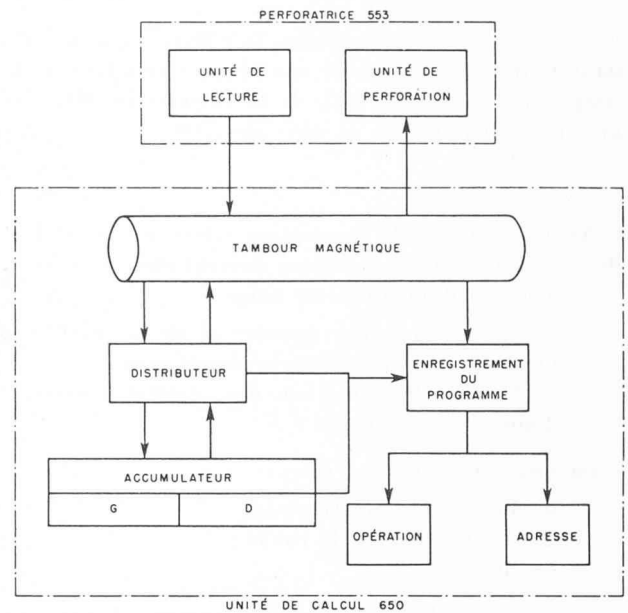 PERFORATRICE 553
UNITÉ DE
LECTURE
UNITÉ DE
PERFORATION
TAMBOUR MAGNÉTIQUE
DISTRIBUTEUR
ENREGISTREMENT
DU
PROGRAMME
ACCUMULATEUR
G
D
OPÉRATION
ADRESSE
UNITÉ DE CALCUL 650